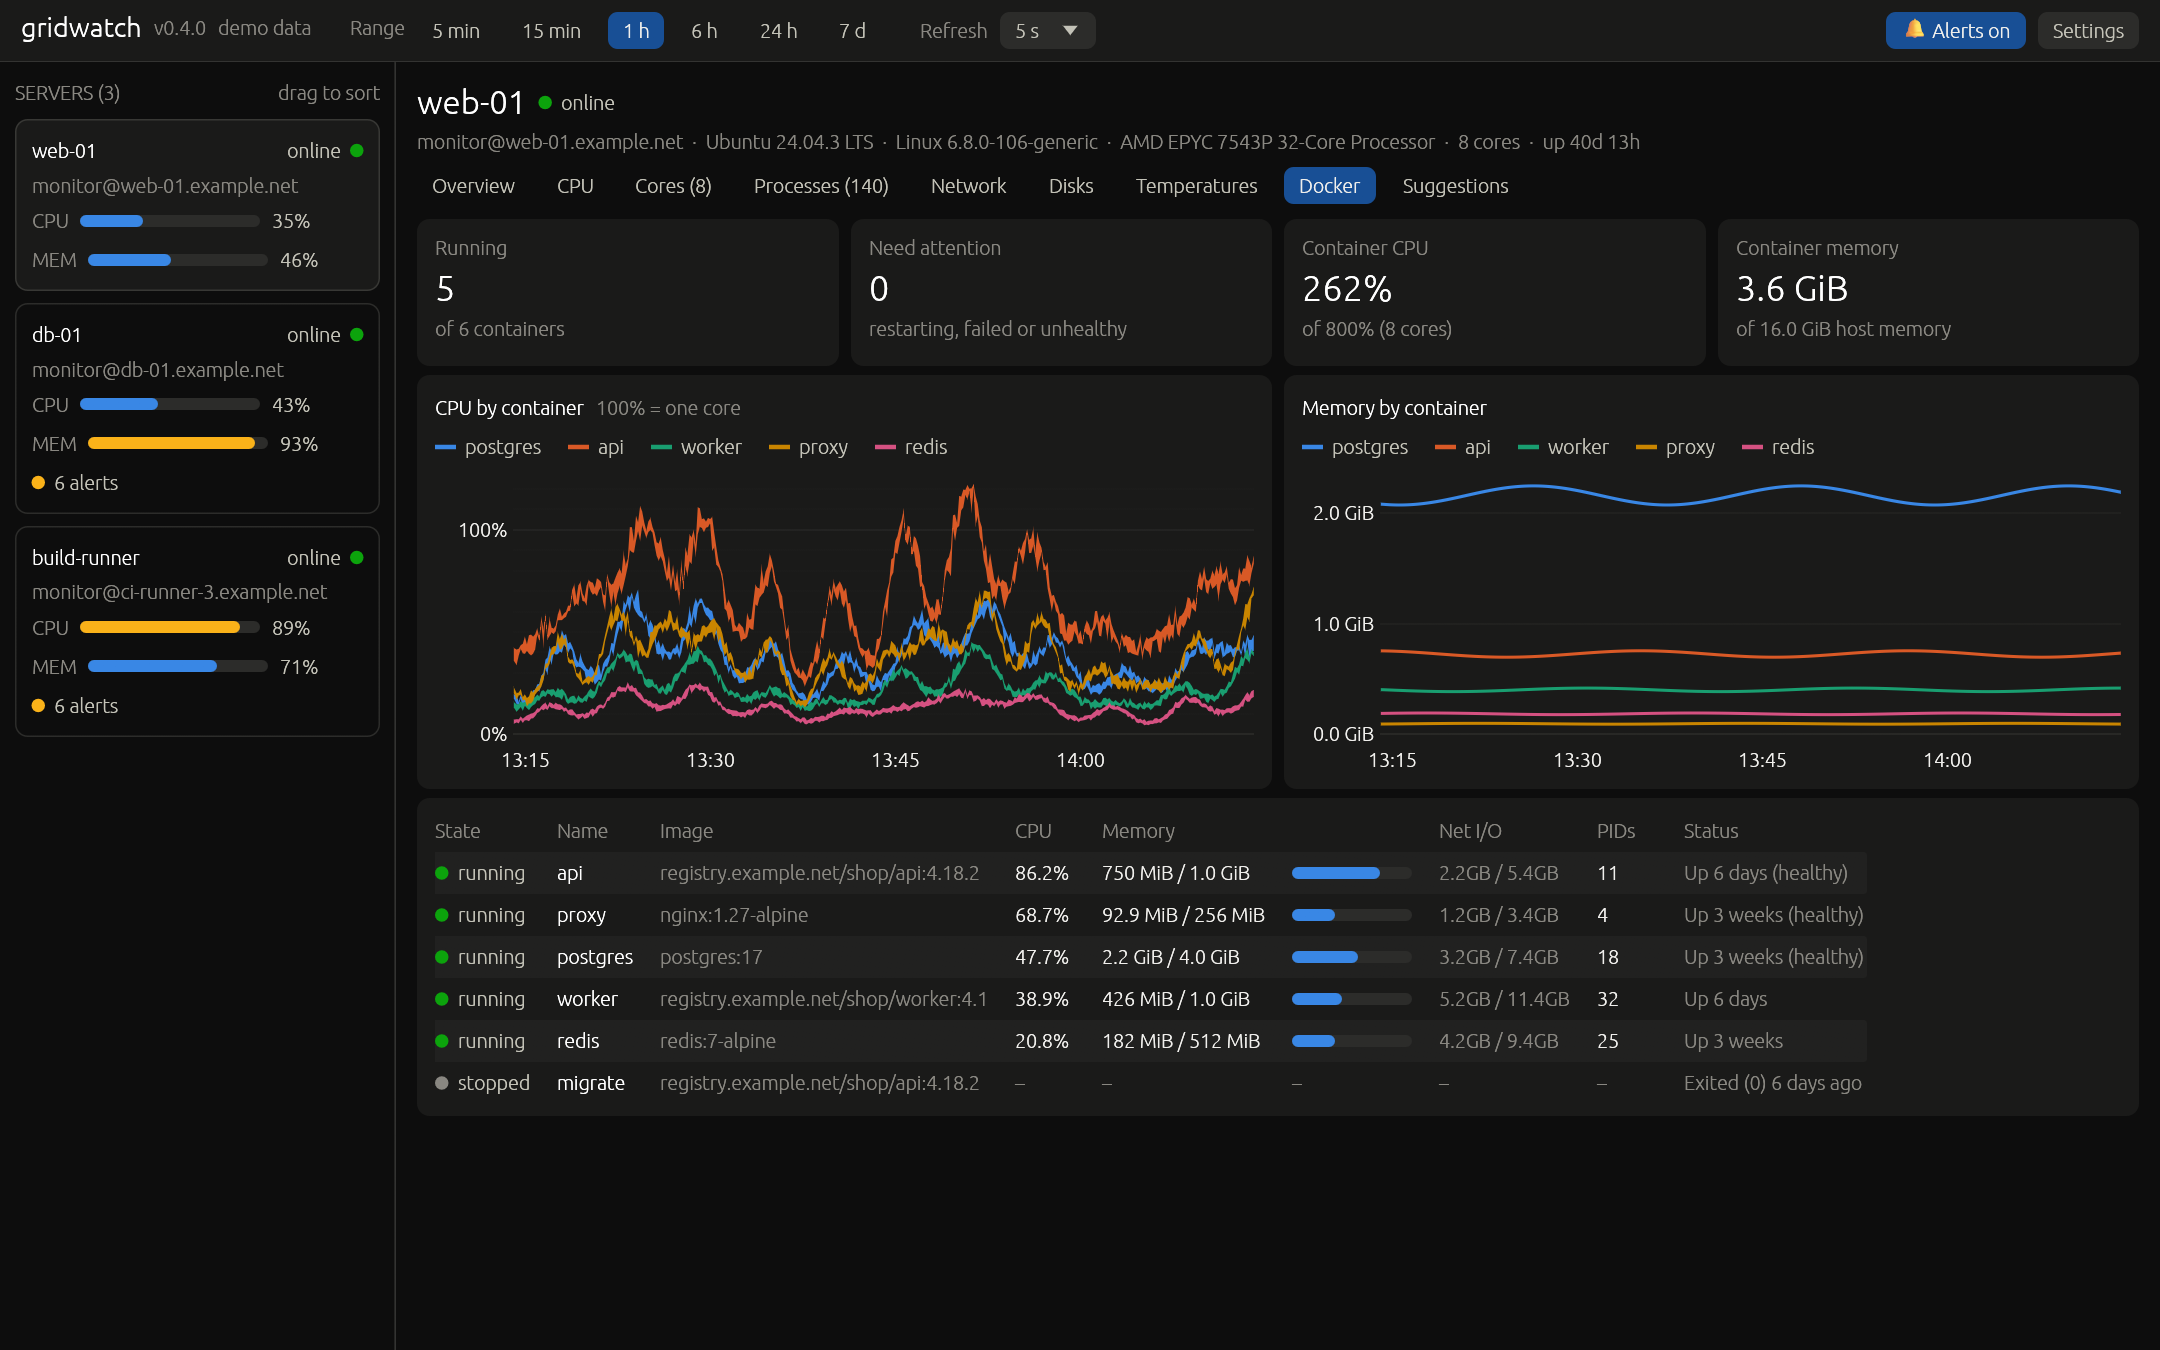 gridwatch v0.4.0 demo data Range 5 min 15 min 1 h 6 h 24 h 7 d Refresh 5 s Alerts on Settings
SERVERS (3) drag to sort
web-01 online
monitor@web-01.example.net
CPU 35%
MEM 46%
db-01 online
monitor@db-01.example.net
CPU 43%
MEM 93%
6 alerts
build-runner online
monitor@ci-runner-3.example.net
CPU 89%
MEM 71%
6 alerts
web-01 online
monitor@web-01.example.net · Ubuntu 24.04.3 LTS · Linux 6.8.0-106-generic · AMD EPYC 7543P 32-Core Processor · 8 cores · up 40d 13h
Overview CPU Cores (8) Processes (140) Network Disks Temperatures Docker Suggestions
Running
5
of 6 containers
Need attention
0
restarting, failed or unhealthy
Container CPU
262%
of 800% (8 cores)
Container memory
3.6 GiB
of 16.0 GiB host memory
CPU by container 100% = one core
postgres api worker proxy redis
100%
0%
13:15 13:30 13:45 14:00
Memory by container
postgres api worker proxy redis
2.0 GiB
1.0 GiB
0.0 GiB
13:15 13:30 13:45 14:00
State Name Image CPU Memory Net I/O PIDs Status
running api registry.example.net/shop/api:4.18.2 86.2% 750 MiB / 1.0 GiB 2.2GB / 5.4GB 11 Up 6 days (healthy)
running proxy nginx:1.27-alpine 68.7% 92.9 MiB / 256 MiB 1.2GB / 3.4GB 4 Up 3 weeks (healthy)
running postgres postgres:17 47.7% 2.2 GiB / 4.0 GiB 3.2GB / 7.4GB 18 Up 3 weeks (healthy)
running worker registry.example.net/shop/worker:4.1 38.9% 426 MiB / 1.0 GiB 5.2GB / 11.4GB 32 Up 6 days
running redis redis:7-alpine 20.8% 182 MiB / 512 MiB 4.2GB / 9.4GB 25 Up 3 weeks
stopped migrate registry.example.net/shop/api:4.18.2 – – – – – Exited (0) 6 days ago